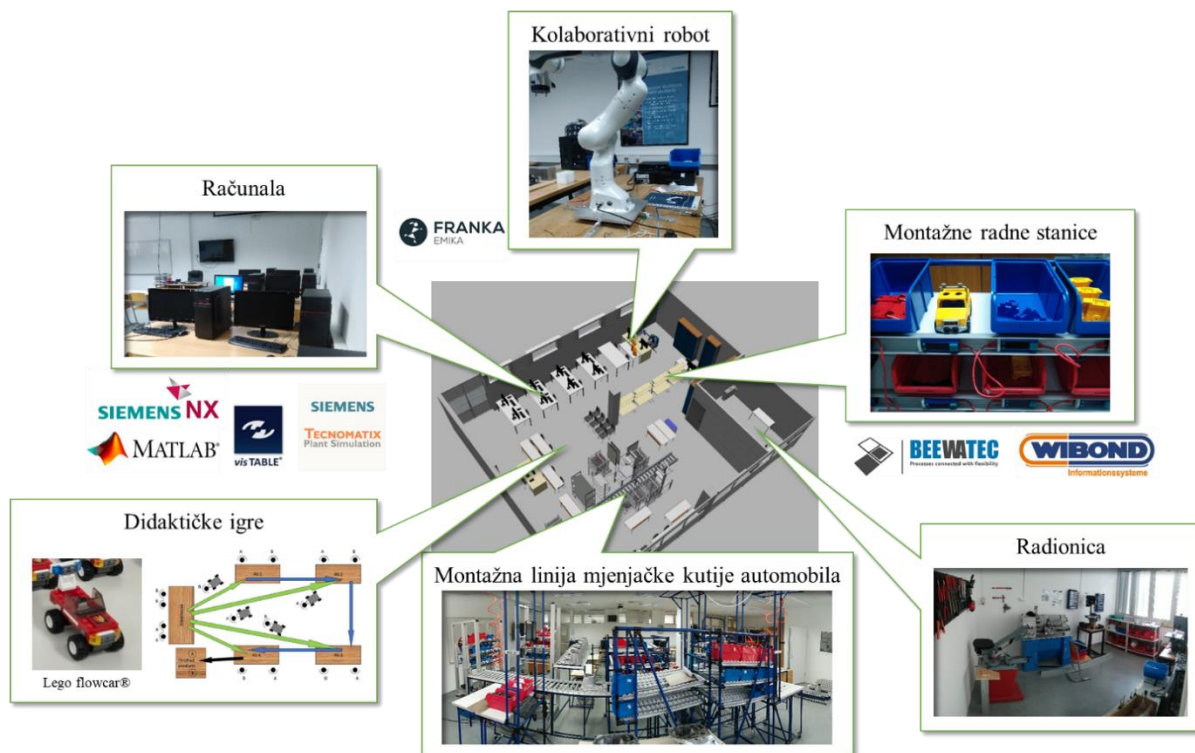 Kolaborativni robot
Računala
FRANKA
EMIKA
Montažne radne stanice
SIEMENS NX
MATLAB®
visTABLE®
SIEMENS
TECNOMATIX
Plant Simulation
BEEWATEC
Processes connected with flexibility
WIBOND
Informationssysteme
Didaktičke igre
Lego flowcar®
Montažna linija mjenjačke kutije automobila
Radionica